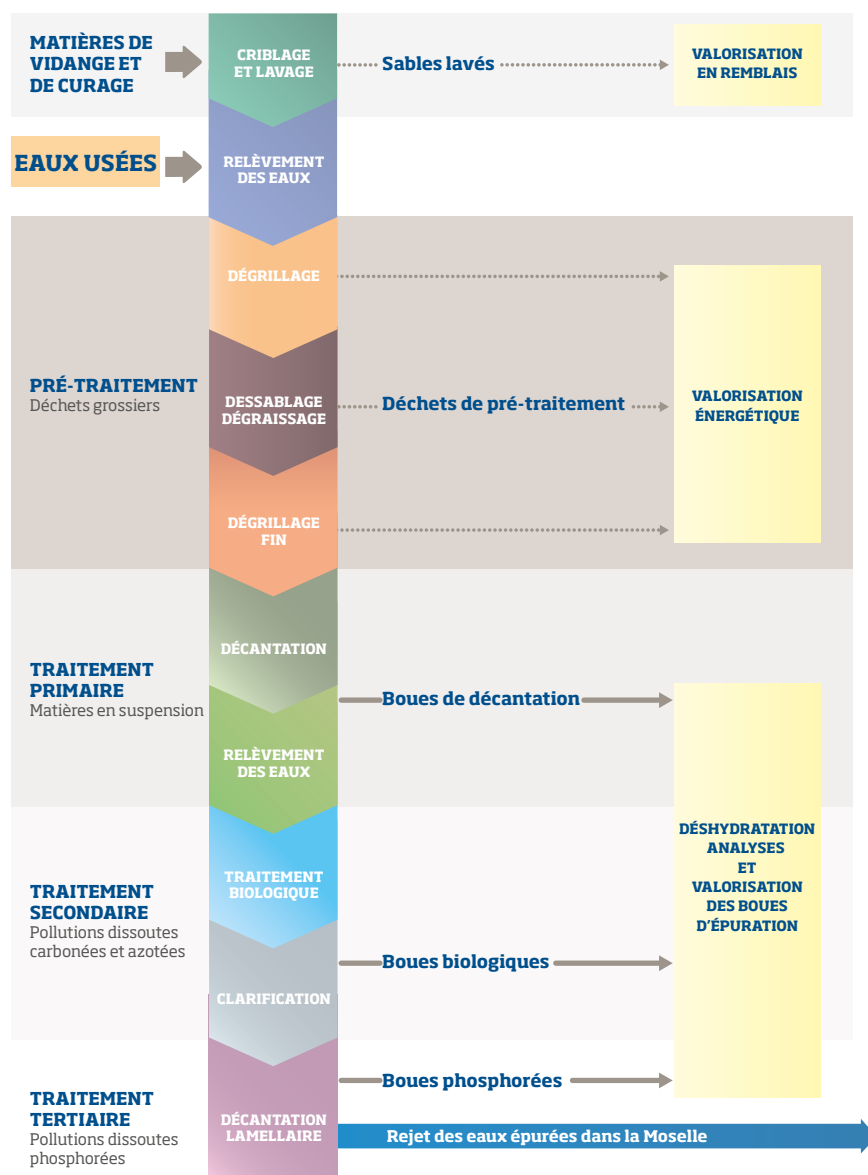 MATIÈRES DE
VIDANGE ET
DE CURAGE
CRIBLAGE
ET LAVAGE
Sables lavés
VALORISATION
EN REMBLAIS
EAUX USÉES
RELÈVEMENT
DES EAUX
DÉGRILLAGE
PRÉ-TRAITEMENT
Déchets grossiers
DESSABLAGE
DÉGRAISSAGE
Déchets de pré-traitement
VALORISATION
ÉNERGÉTIQUE
DÉGRILLAGE
FIN
DÉCANTATION
TRAITEMENT
PRIMAIRE
Matières en suspension
Boues de décantation
RELÈVEMENT
DES EAUX
DÉSHYDRATATION
ANALYSES
ET
VALORISATION
DES BOUES
D'ÉPURATION
TRAITEMENT
BIOLOGIQUE
TRAITEMENT
SECONDAIRE
Pollutions dissoutes
carbonées et azotées
Boues biologiques
CLARIFICATION
Boues phosphorées
TRAITEMENT
TERTIAIRE
Pollutions dissoutes
phosphorées
DÉCANTATION
LAMELLAIRE
Rejet des eaux épurées dans la Moselle